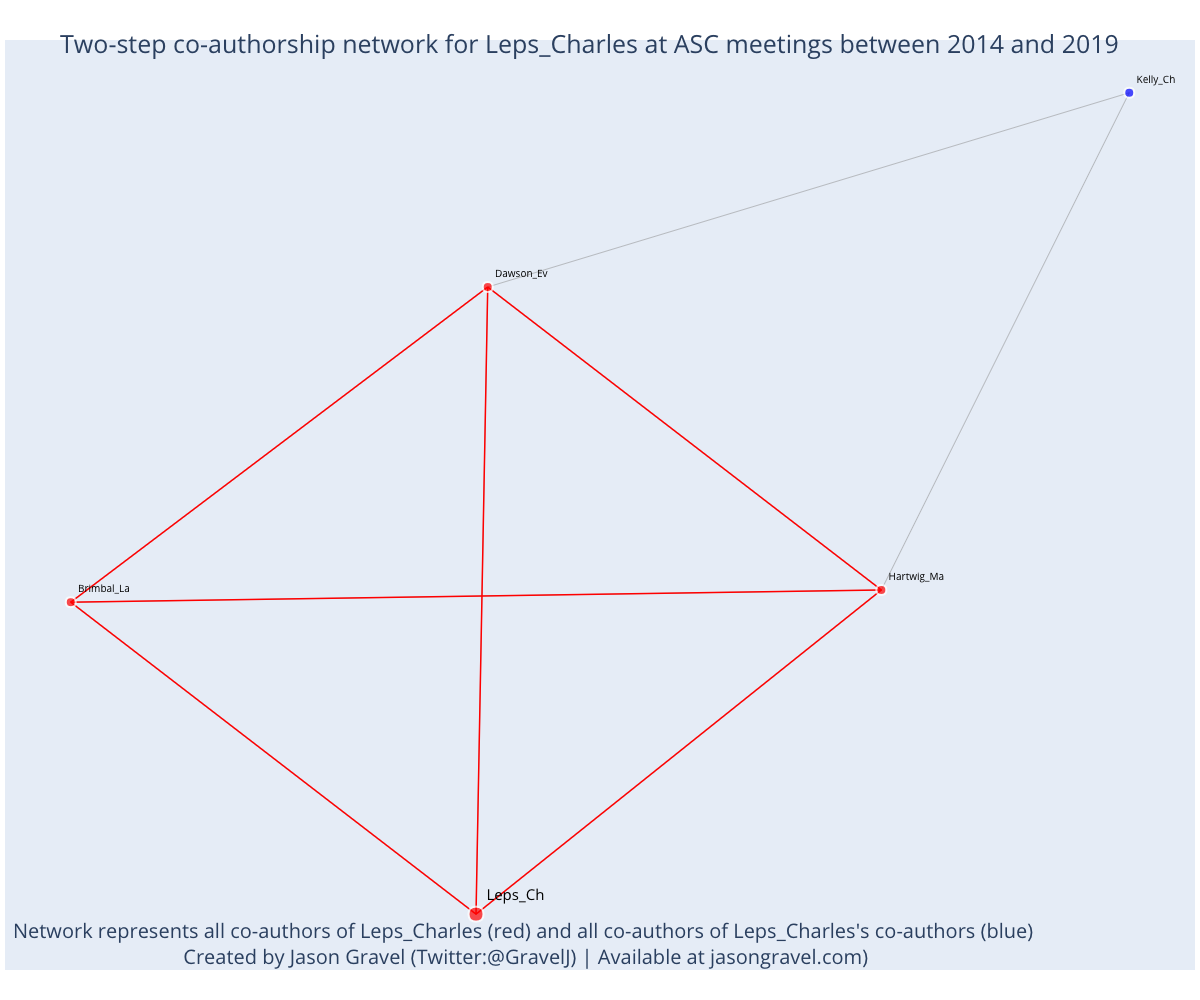 Two-step co-authorship network for Leps_Charles at ASC meetings between 2014 and 2019
Kelly_Ch
Dawson_Ev
Hartwig_Ma
Brimbal_La
Leps_Ch
Network represents all co-authors of Leps_Charles (red) and all co-authors of Leps_Charles's co-authors (blue)
Created by Jason Gravel (Twitter:@GravelJ) | Available at jasongravel.com)